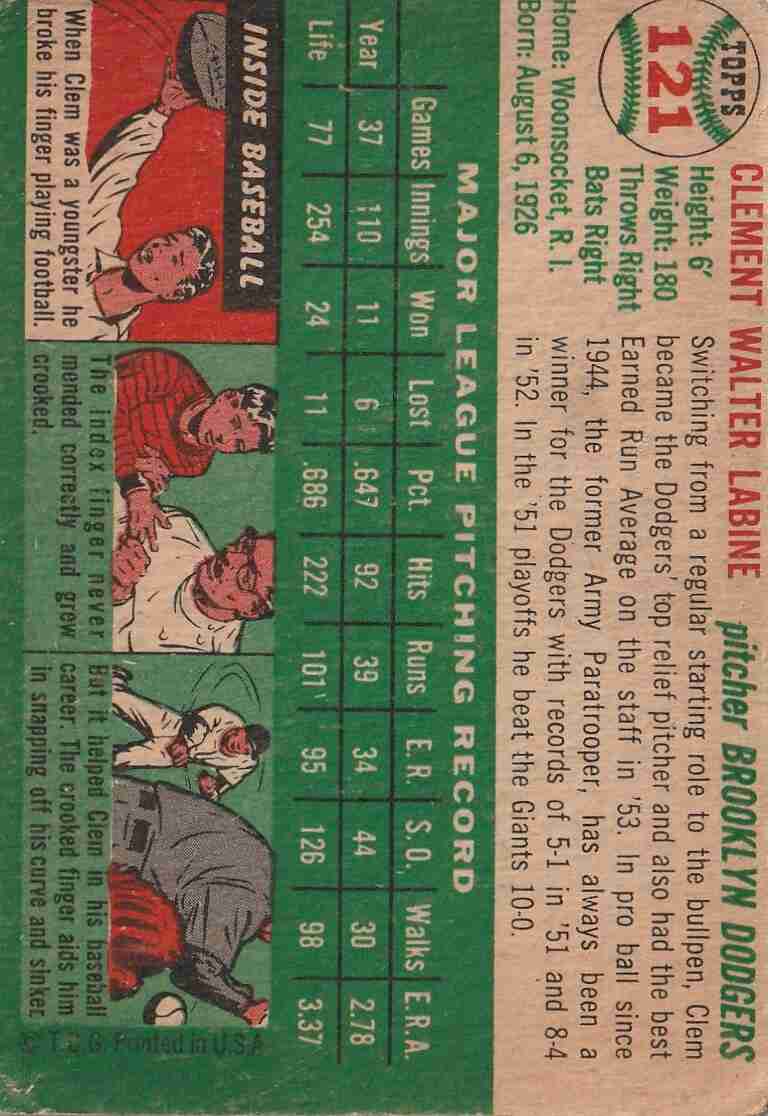 TOPPS
121
CLEMENT WALTER LABINE
pitcher BROOKLYN DODGERS
Height: 6'
Weight: 180
Throws Right
Bats Right
Home: Woonsocket, R. I.
Born: August 6, 1926
Switching from a regular starting role to the bullpen, Clem
became the Dodgers' top relief pitcher and also had the best
Earned Run Average on the staff in '53. In pro ball since
1944, the former Army Paratrooper, has always been a
winner for the Dodgers with records of 5-1 in '51 and 8-4
in '52. In the '51 playoffs he beat the Giants 10-0.
MAJOR LEAGUE PITCHING RECORD
Games Innings Won Lost Pct. Hits Runs E.R. S.O. Walks E.R.A.
Year 37 110 11 6 .647 92 39 34 44 30 2.78
Life 77 254 24 11 .686 222 101 95 126 98 3.37
INSIDE BASEBALL
When Clem was a youngster he
broke his finger playing football.
The index finger never
mended correctly and grew
crooked.
But it helped Clem in his baseball
career. The crooked finger aids him
in snapping off his curve and sinker.
© T. C. G. Printed in U.S.A.